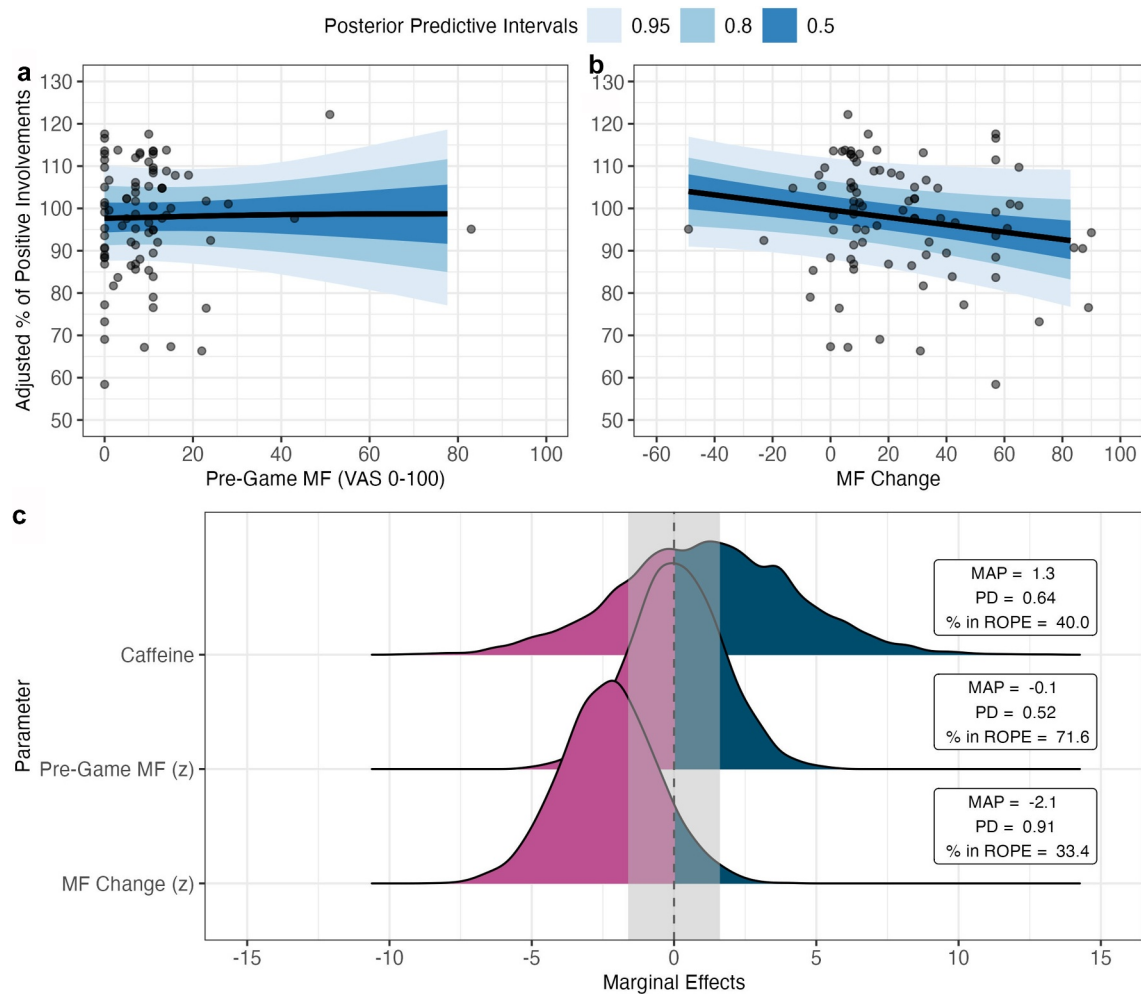 Posterior Predictive Intervals 0.95 0.8 0.5
a
130
120
110
100
90
80
70
60
50
Adjusted % of Positive Involvements
0 20 40 60 80 100
Pre-Game MF (VAS 0-100)
b
130
120
110
100
90
80
70
60
50
-60 -40 -20 0 20 40 60 80 100
MF Change
c
Parameter
Caffeine
MAP = 1.3
PD = 0.64
% in ROPE = 40.0
Pre-Game MF (z)
MAP = -0.1
PD = 0.52
% in ROPE = 71.6
MF Change (z)
MAP = -2.1
PD = 0.91
% in ROPE = 33.4
-15 -10 -5 0 5 10 15
Marginal Effects